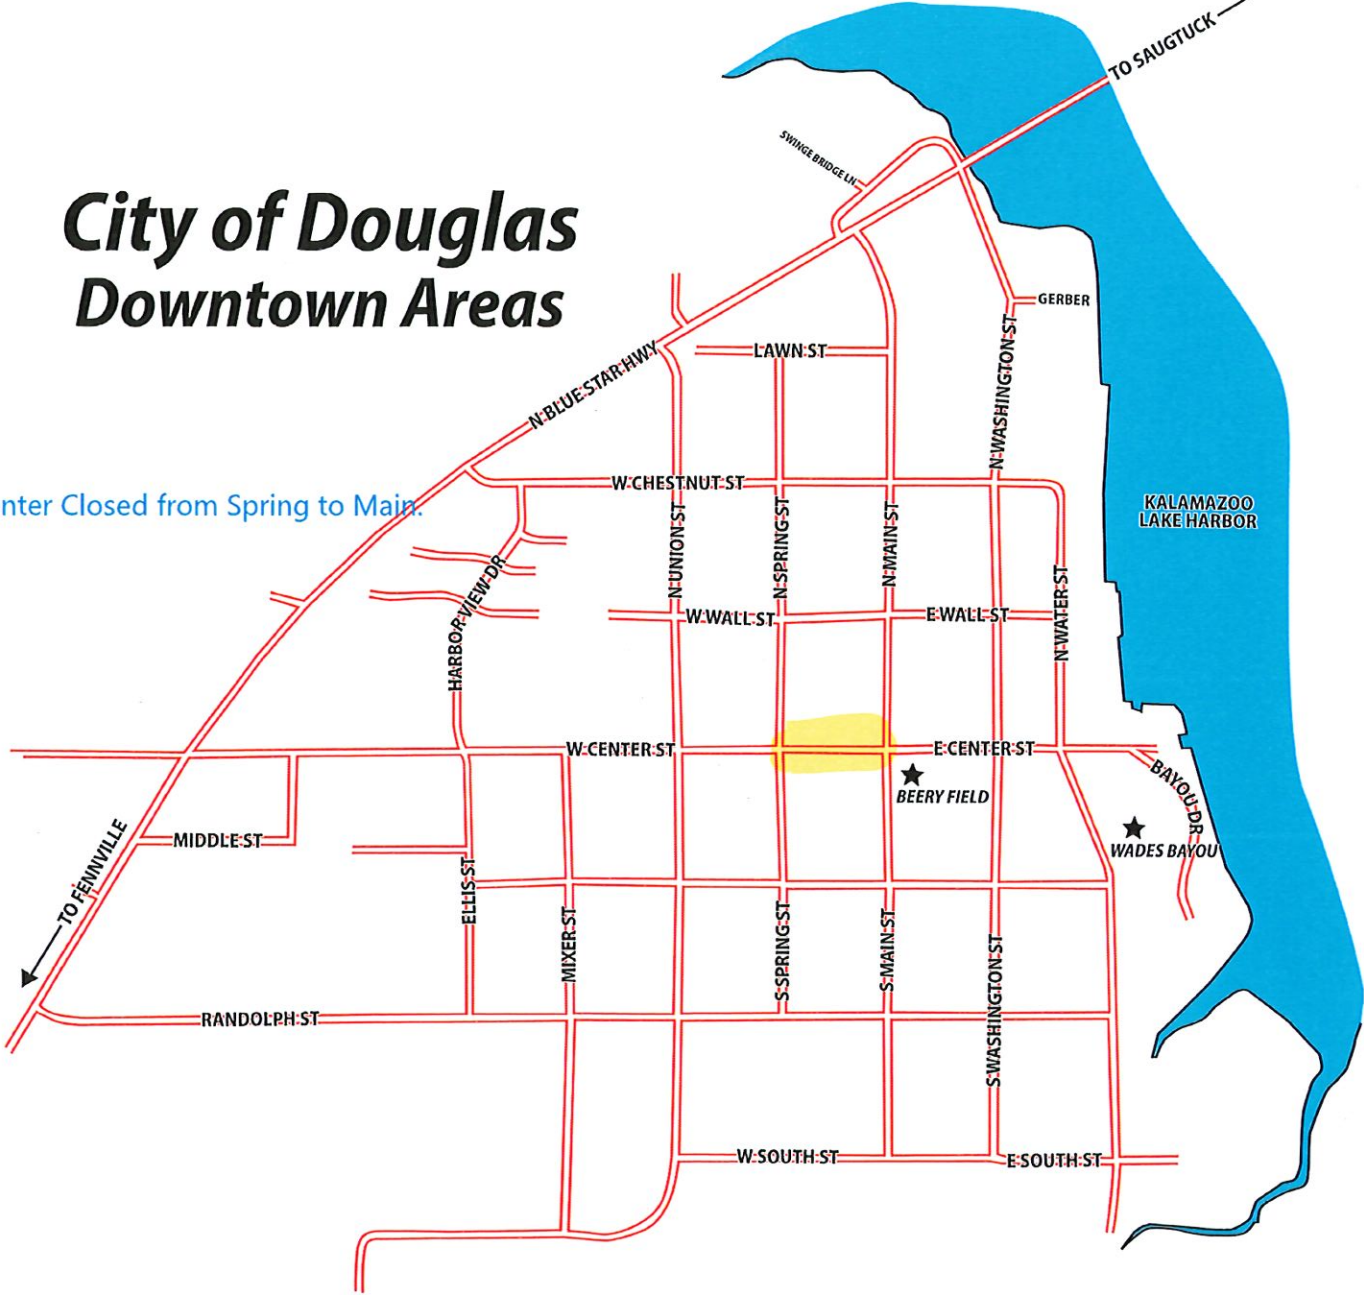 TO SAUGTUCK
SWINGE BRIDGE LN
City of Douglas
Downtown Areas
GERBER
LAWN ST
N BLUE STAR HWY
N WASHINGTON ST
W CHESTNUT ST
nter Closed from Spring to Main.
KALAMAZOO
LAKE HARBOR
N UNION ST
N SPRING ST
N MAIN ST
HARBOR VIEW DR
N WATER ST
W WALL ST
E WALL ST
W CENTER ST
E CENTER ST
BEERY FIELD
BAYOU DR
WADES BAYOU
MIDDLE ST
TO FENNVILLE
ELLIS ST
MIXER ST
S SPRING ST
S MAIN ST
S WASHINGTON ST
RANDOLPH ST
W SOUTH ST
E SOUTH ST